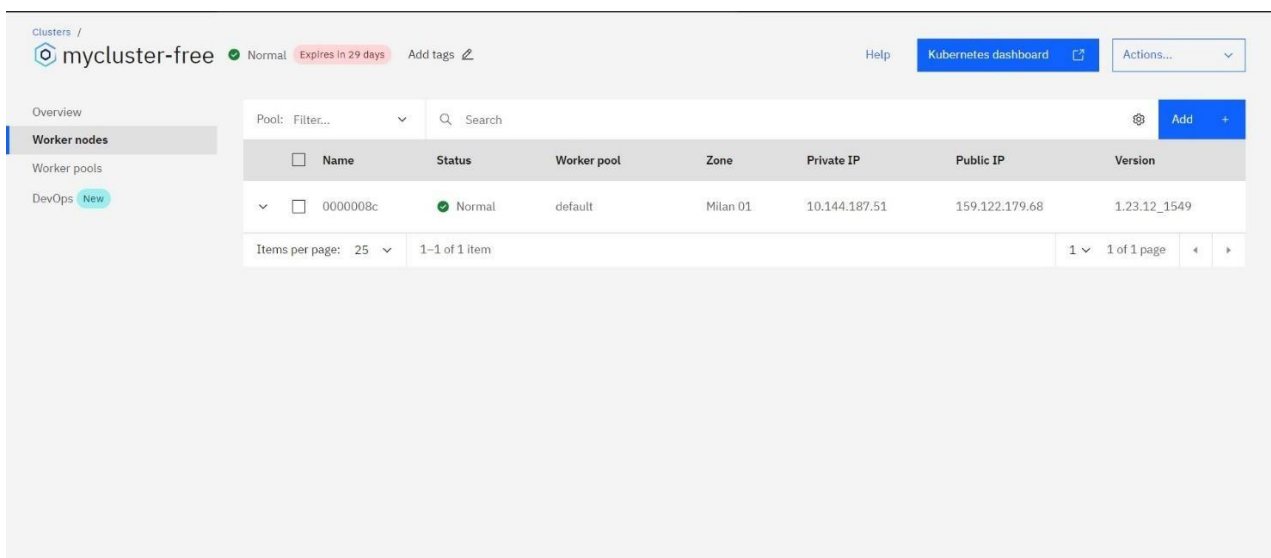 Clusters /
mycluster-free Normal Expires in 29 days Add tags Help Kubernetes dashboard Actions...
Overview
Worker nodes
Worker pools
DevOps New
Pool: Filter... Search Add +
Name Status Worker pool Zone Private IP Public IP Version
0000008c Normal default Milan 01 10.144.187.51 159.122.179.68 1.23.12_1549
Items per page: 25 1–1 of 1 item 1 1 of 1 page